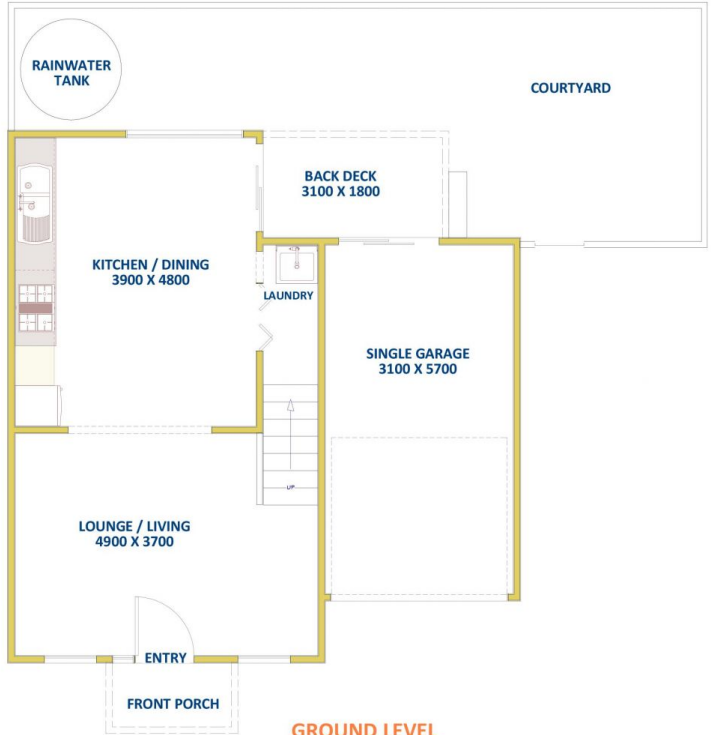 RAINWATER
TANK
COURTYARD
BACK DECK
3100 X 1800
KITCHEN / DINING
3900 X 4800
LAUNDRY
SINGLE GARAGE
3100 X 5700
UP
LOUNGE / LIVING
4900 X 3700
ENTRY
FRONT PORCH
GROUND LEVEL